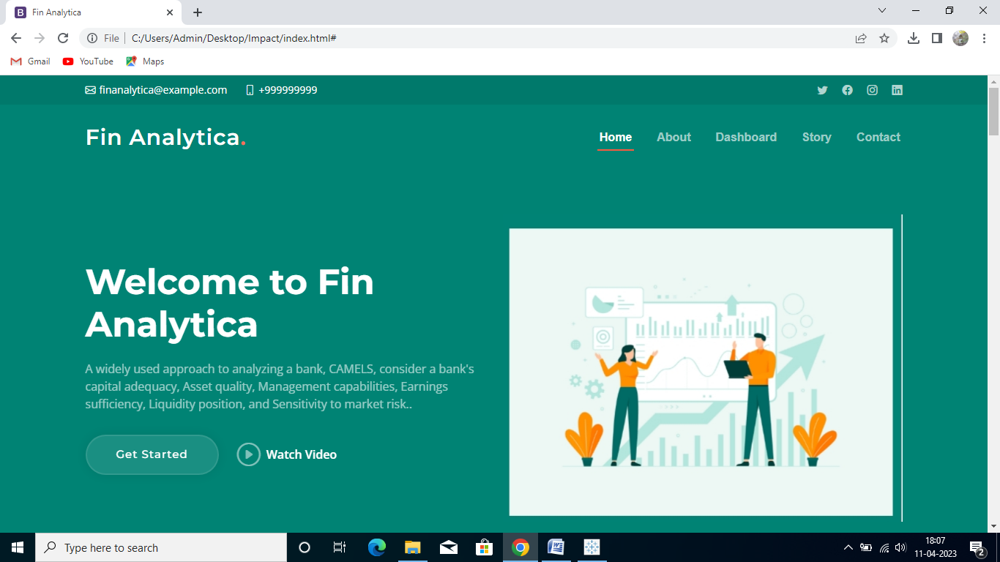 Fin Analytica
File C:/Users/Admin/Desktop/Impact/index.html#
Gmail YouTube Maps
finanalytica@example.com +999999999
Fin Analytica.
Home About Dashboard Story Contact
Welcome to Fin
Analytica
A widely used approach to analyzing a bank, CAMELS, consider a bank's
capital adequacy, Asset quality, Management capabilities, Earnings
sufficiency, Liquidity position, and Sensitivity to market risk..
Get Started Watch Video
Type here to search
18:07
11-04-2023
2